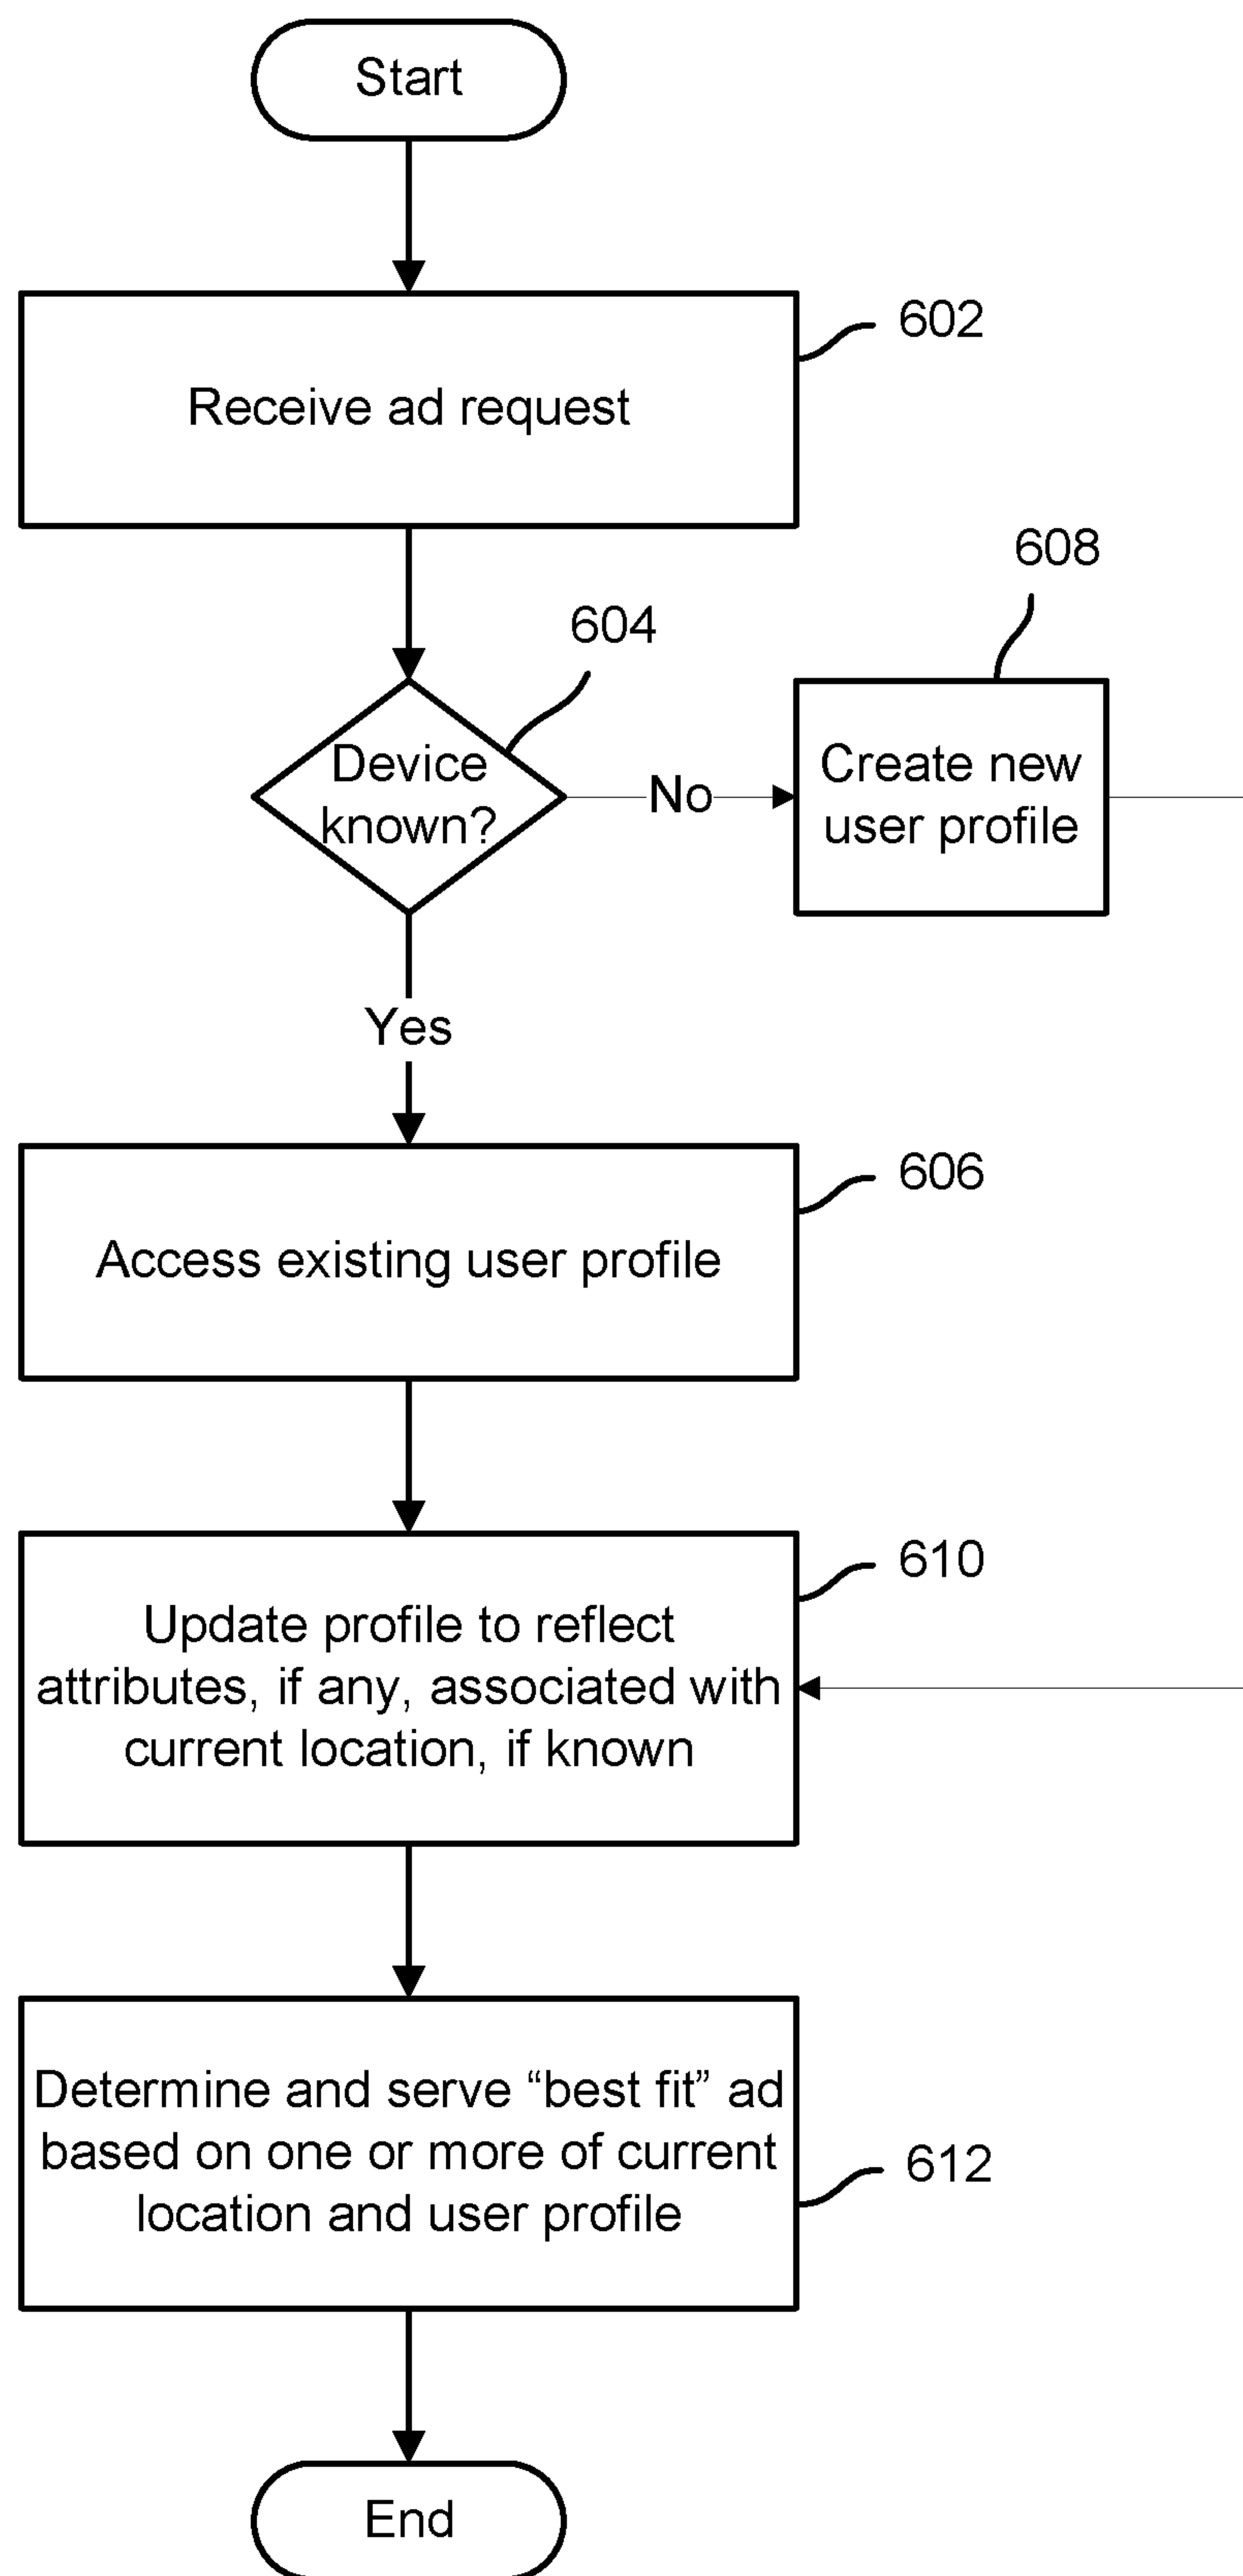 Start
602
Receive ad request
608
604
Device
known?
No
Create new
user profile
Yes
606
Access existing user profile
610
Update profile to reflect
attributes, if any, associated with
current location, if known
Determine and serve “best fit” ad
based on one or more of current
location and user profile
612
End